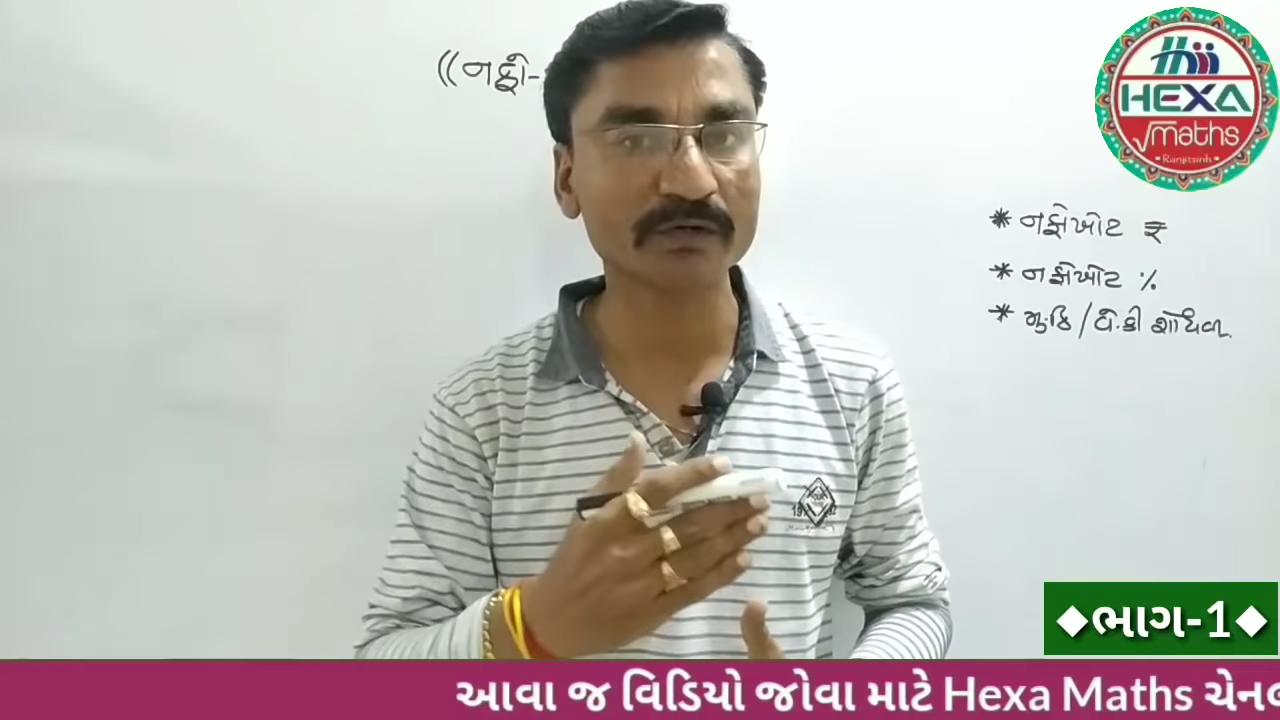 ((નફો-
HEXA
maths
Ranjitsinh
* નફોખોટ ₹
* નફોખોટ %
* મુ.કિં / વે.કીં શોધવા.
◆ભાગ-1◆
આવા જ વિડિયો જોવા માટે Hexa Maths ચેનલ